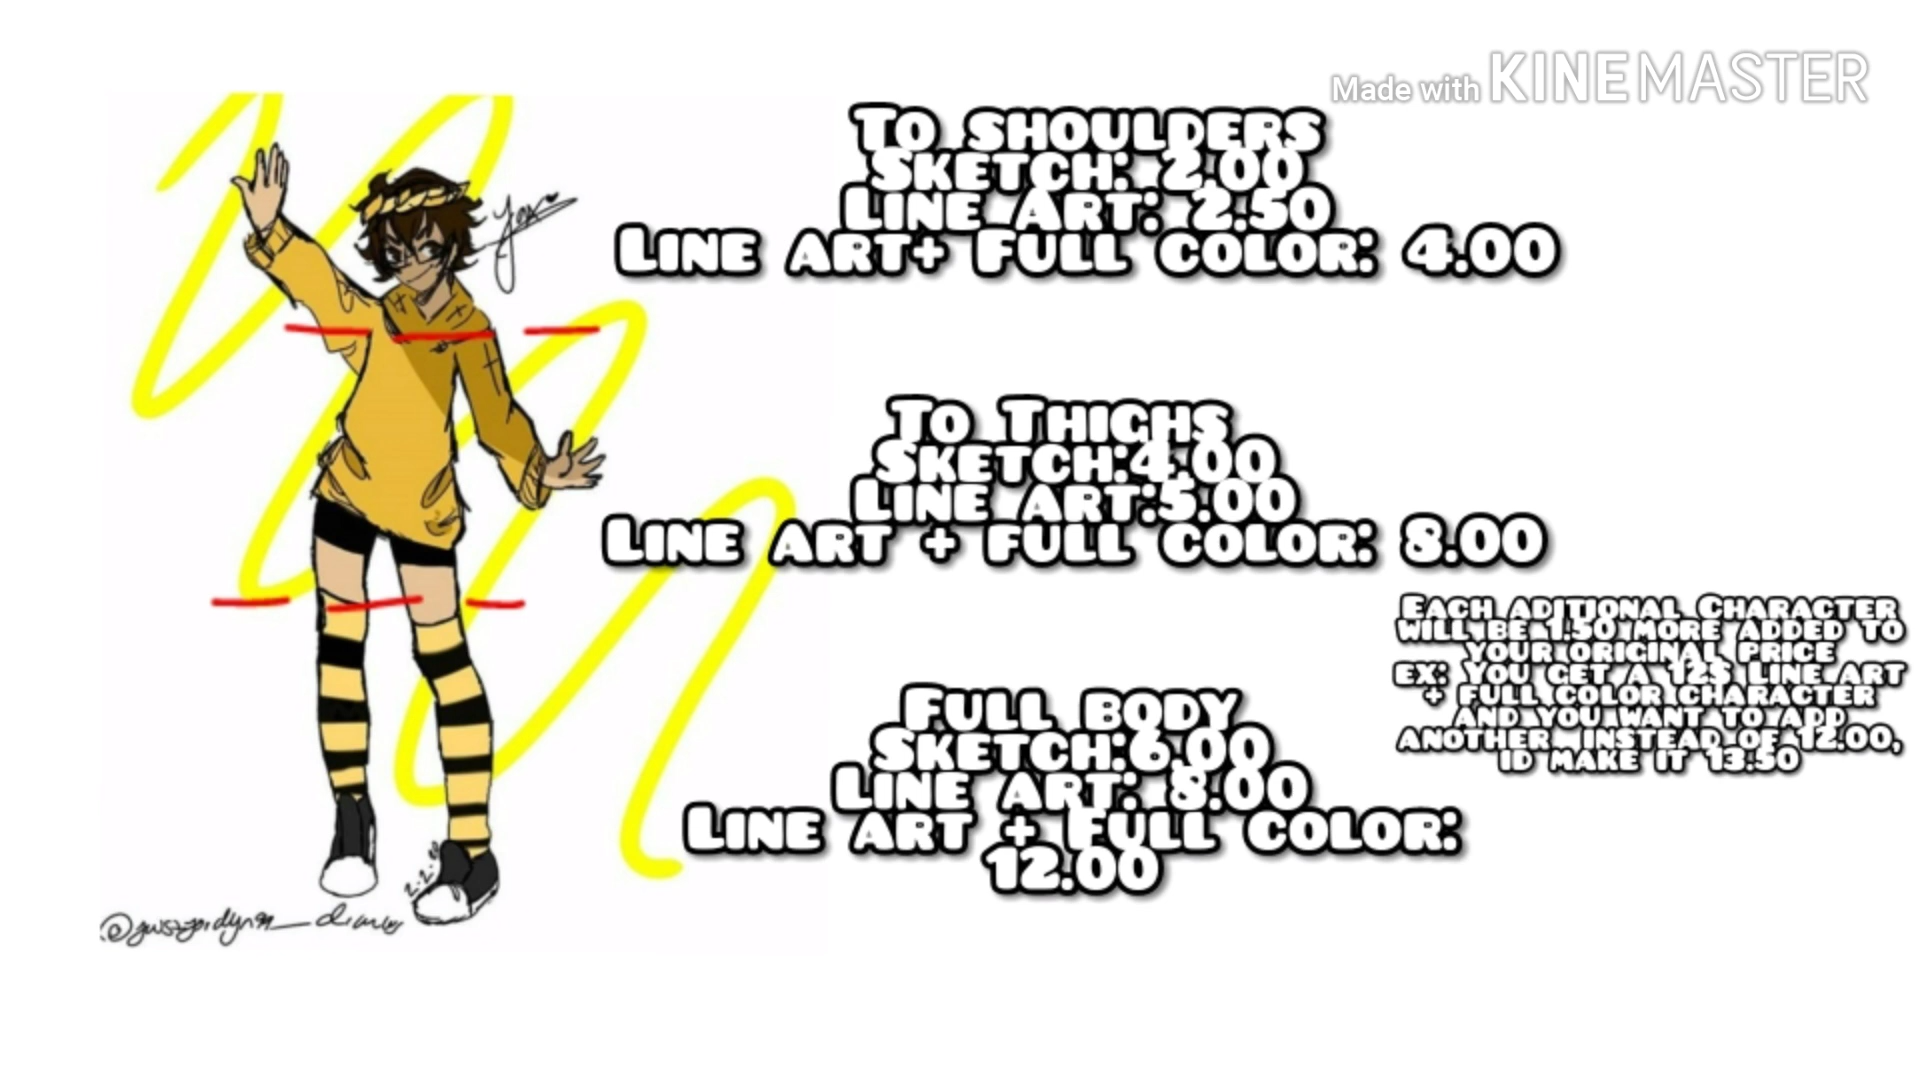 Made with KINEMASTER
To shoulders
Sketch: 2.00
Line Art: 2.50
Line art+ Full color: 4.00
To Thighs
Sketch:4.00
Line art:5.00
Line art + full color: 8.00
Each aditional Character
will be 1.50 more added to
your original price
ex: You get a 12$ Line art
+ full color character
and you want to add
another, instead of 12.00,
id make it 13.50
Full body
Sketch:6.00
Line art: 8.00
Line art + Full color:
12.00